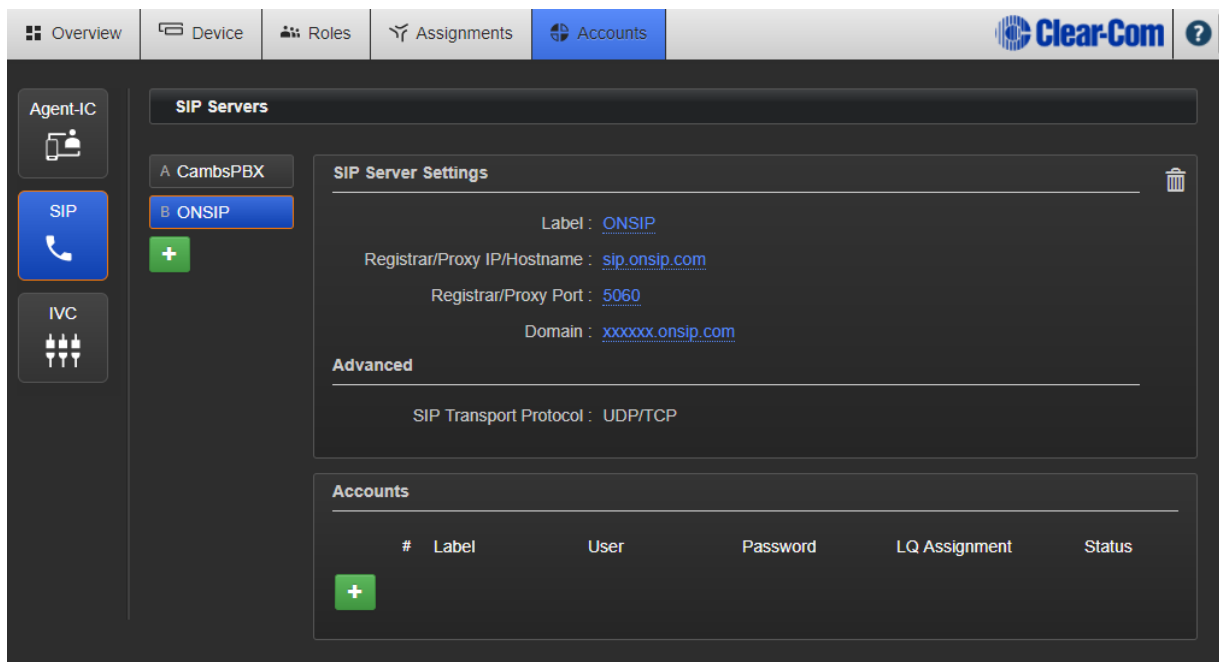 Overview Device Roles Assignments Accounts Clear-Com ?
Agent-IC
SIP
IVC
SIP Servers
A CambsPBX
B ONSIP
+
SIP Server Settings
Label : ONSIP
Registrar/Proxy IP/Hostname : sip.onsip.com
Registrar/Proxy Port : 5060
Domain : xxxxxx.onsip.com
Advanced
SIP Transport Protocol : UDP/TCP
Accounts
# Label User Password LQ Assignment Status
+